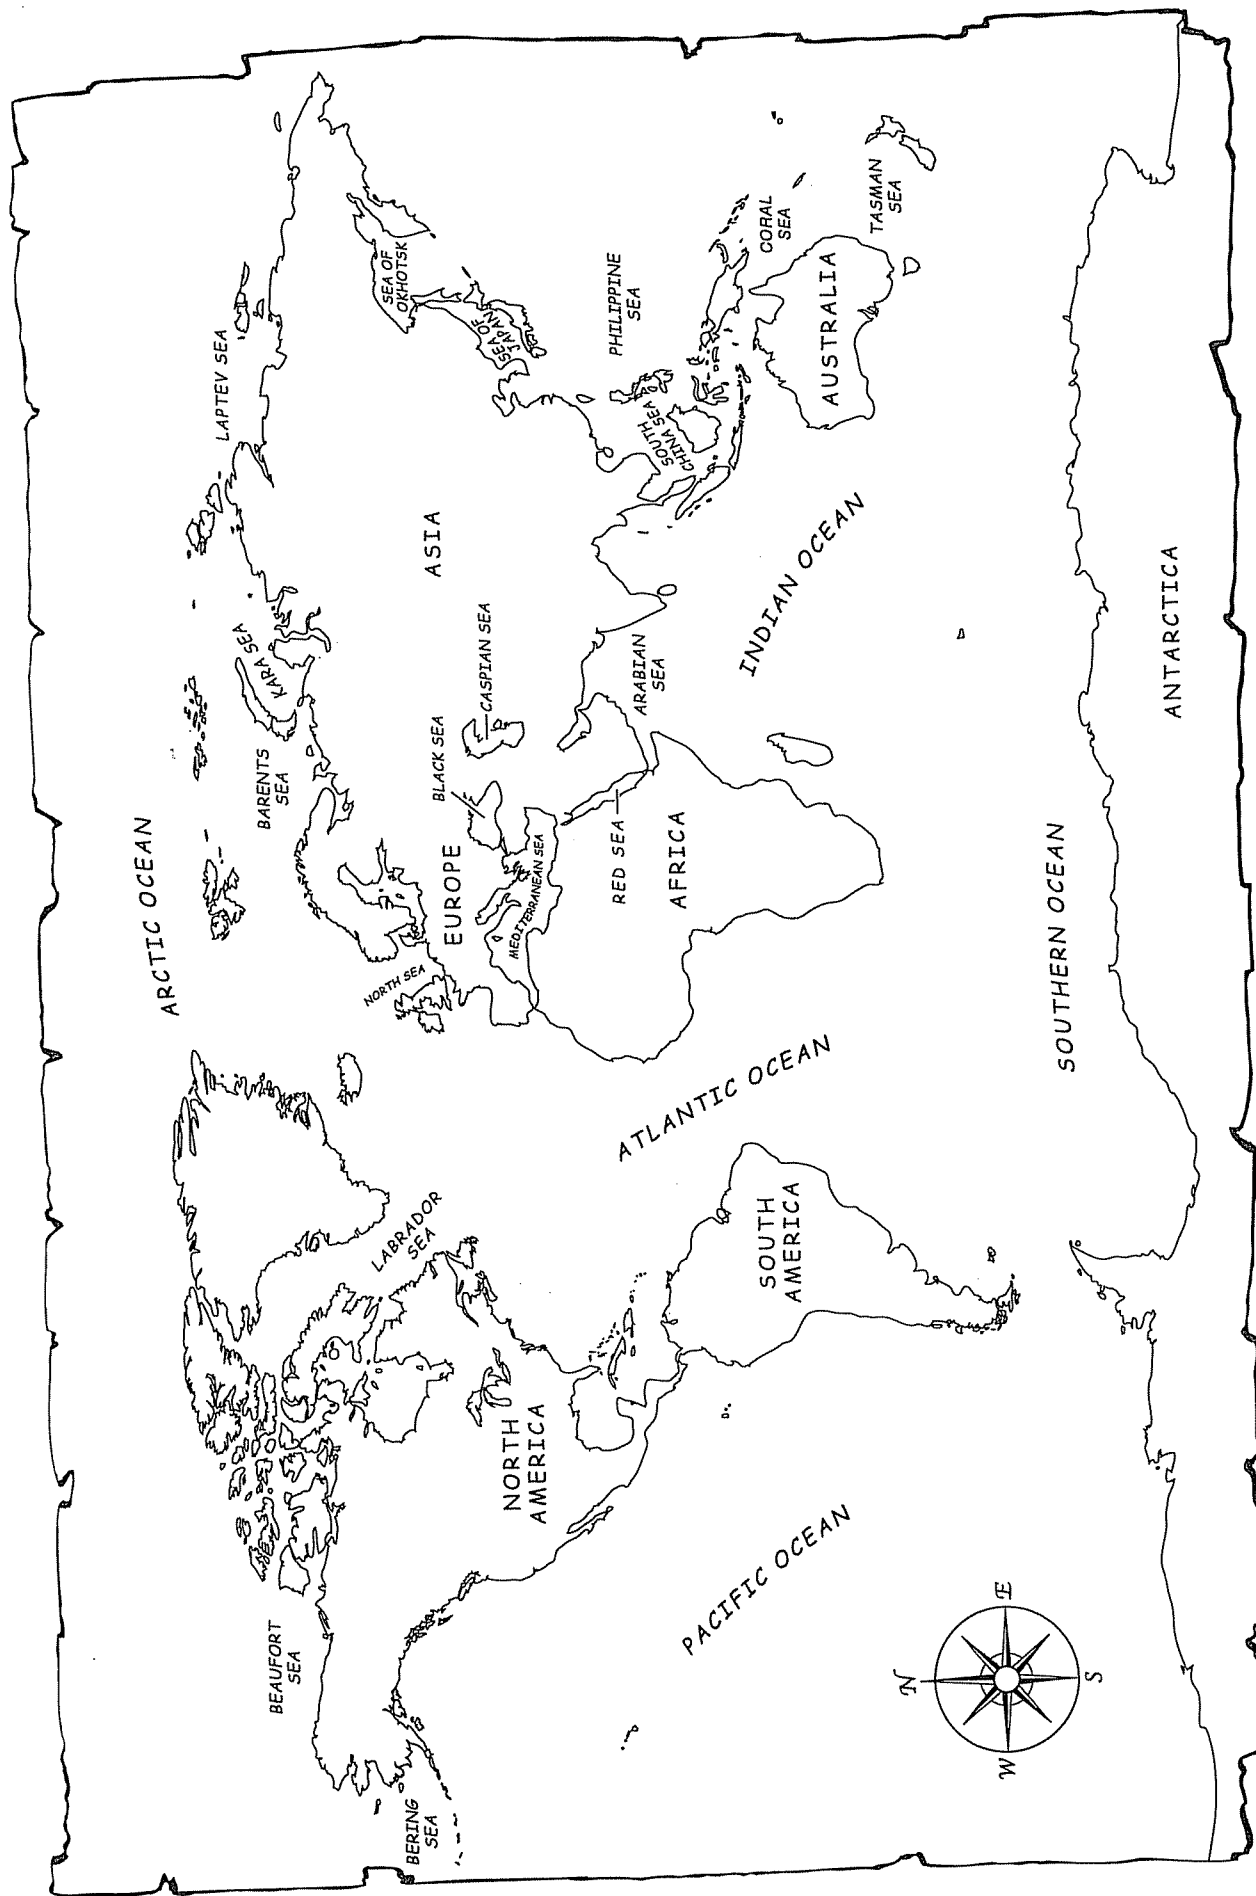 ARCTIC OCEAN
LAPTEV SEA
KARA SEA
BARENTS
SEA
BEAUFORT
SEA
BERING
SEA
LABRADOR
SEA
NORTH SEA
EUROPE
BLACK SEA
CASPIAN SEA
MEDITERRANEAN SEA
ASIA
SEA OF
OKHOTSK
SEA OF
JAPAN
NORTH
AMERICA
ATLANTIC OCEAN
RED SEA
AFRICA
ARABIAN
SEA
SOUTH
CHINA SEA
PHILIPPINE
SEA
PACIFIC OCEAN
SOUTH
AMERICA
INDIAN OCEAN
CORAL
SEA
AUSTRALIA
TASMAN
SEA
N
W
E
S
SOUTHERN OCEAN
ANTARCTICA